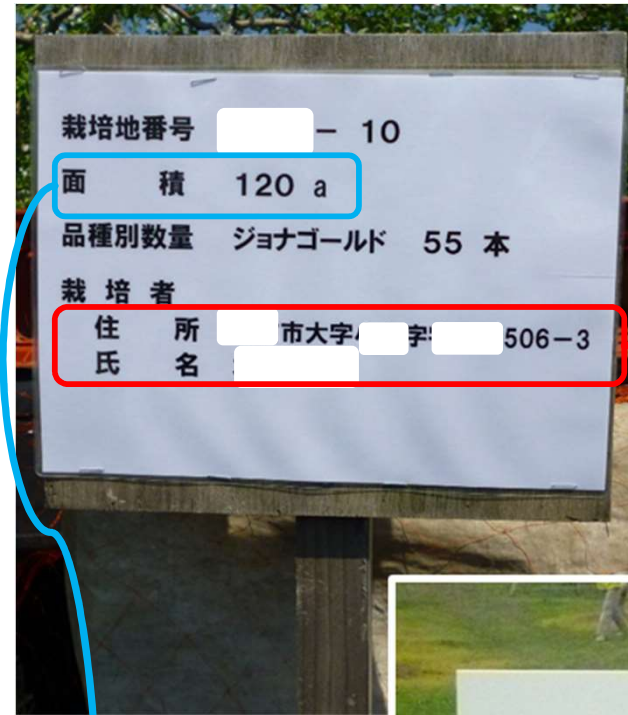 栽培地番号 － 10
面 積 120 a
品種別数量 ジョナゴールド 55 本
栽 培 者
住 所 市大字 字 506－3
氏 名